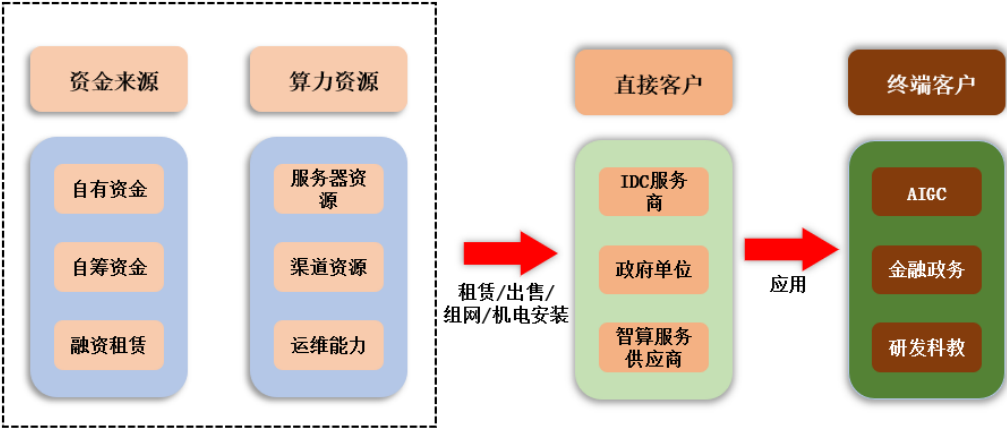 资金来源
算力资源
直接客户
终端客户
自有资金
自筹资金
融资租赁
服务器资
源
渠道资源
运维能力
租赁/出售/
组网/机电安装
IDC服务
商
政府单位
智算服务
供应商
应用
AIGC
金融政务
研发科教